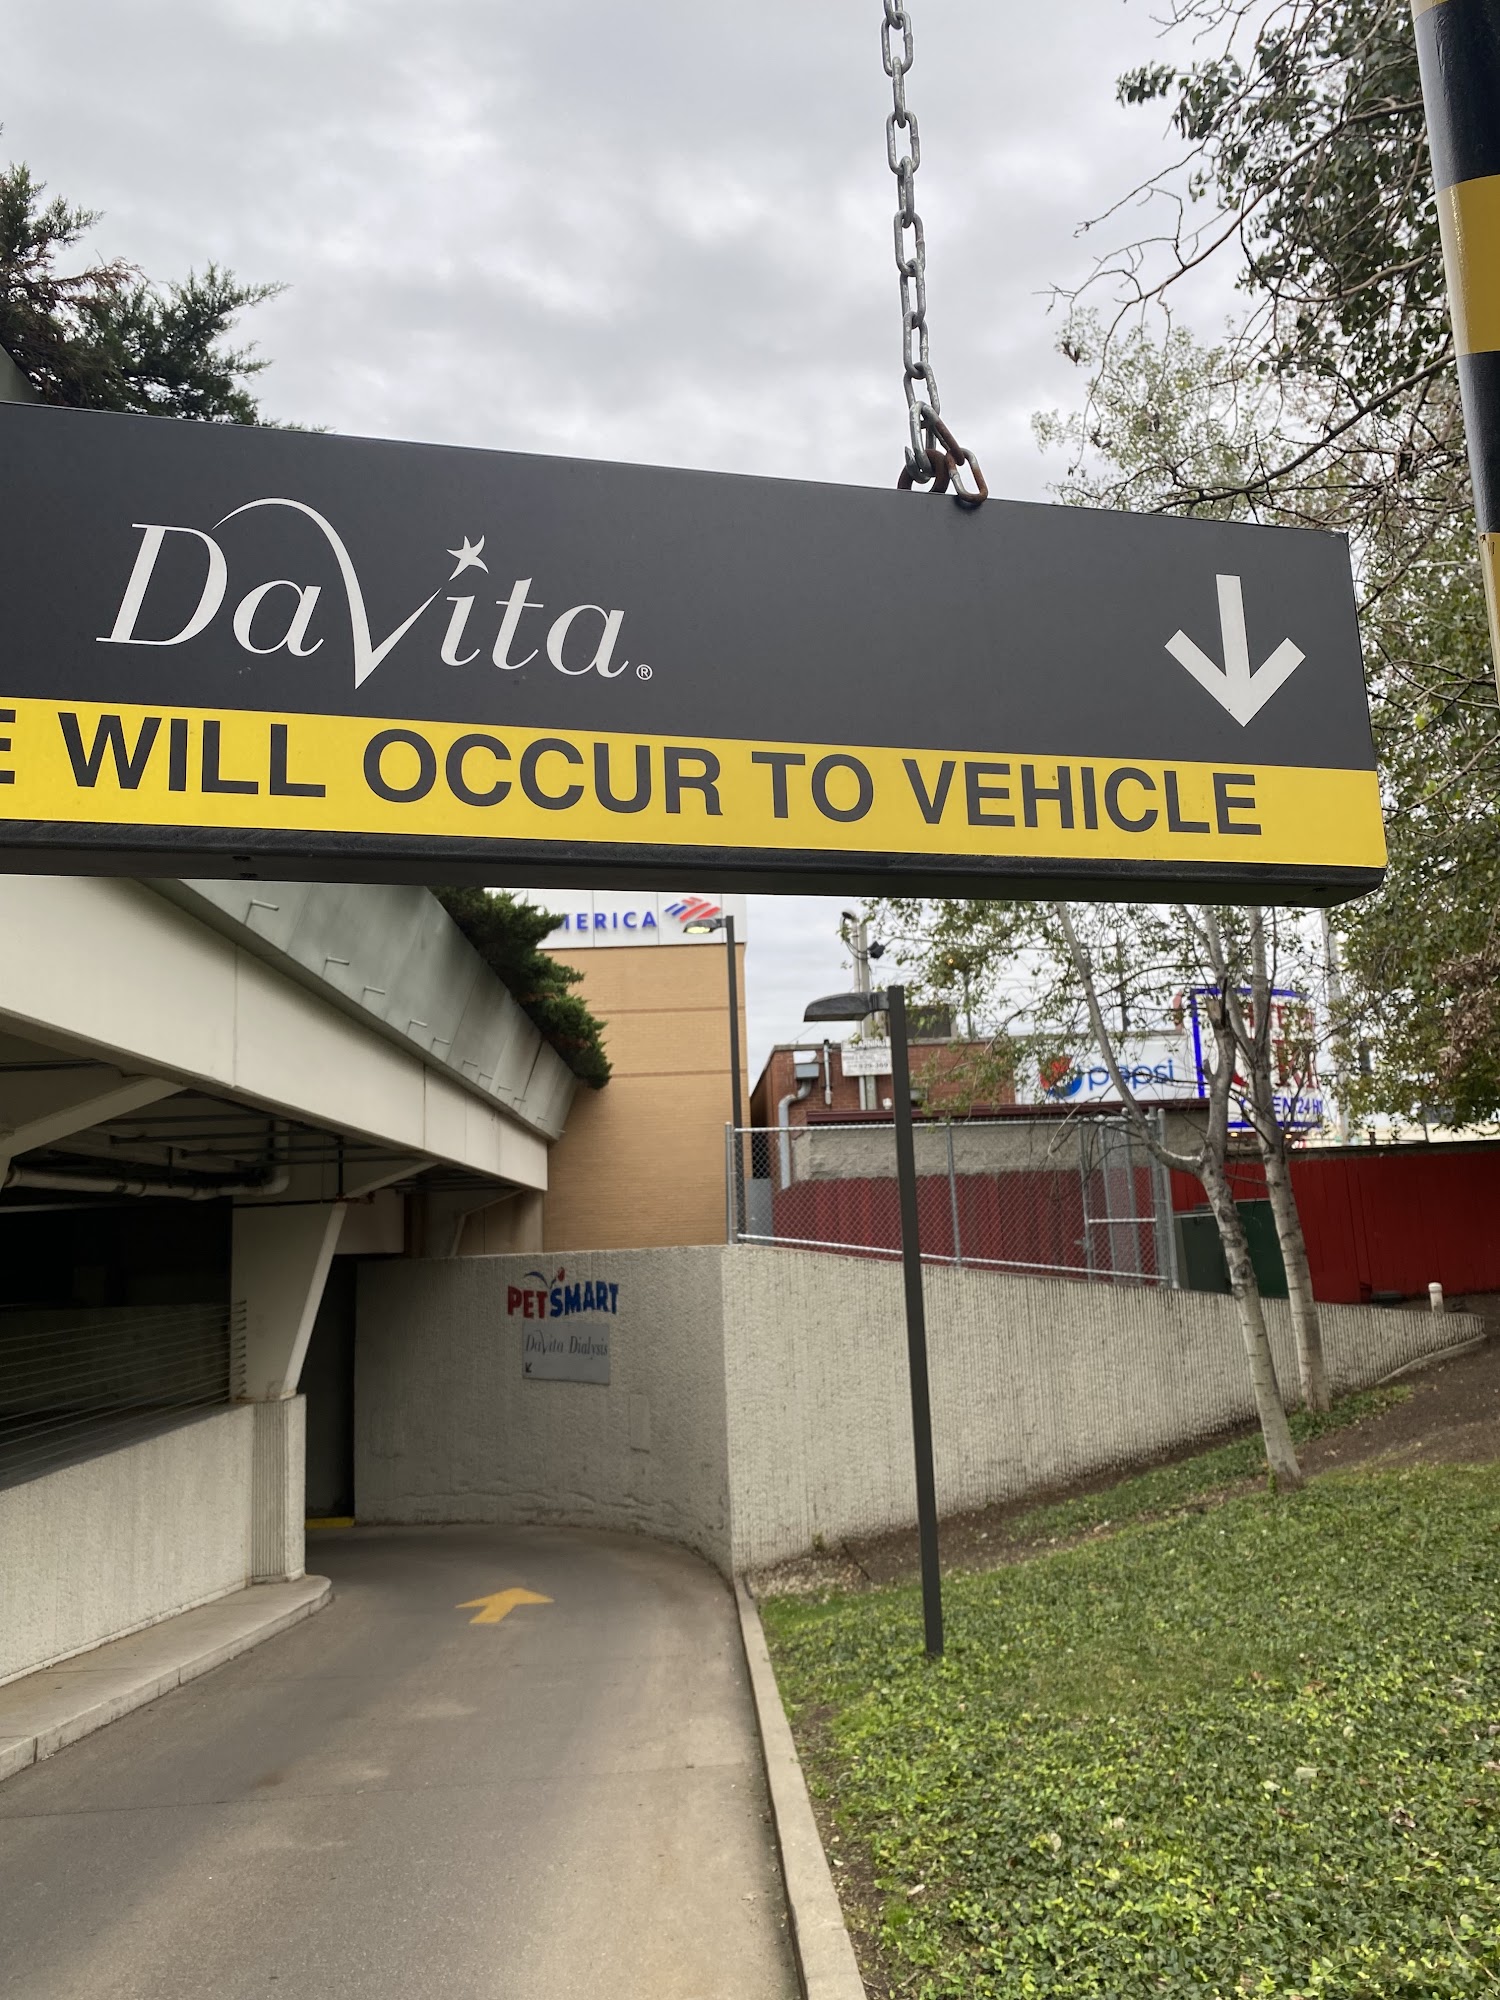 DaVita®
E WILL OCCUR TO VEHICLE
MERICA
pepsi
PETSMART
DaVita Dialysis